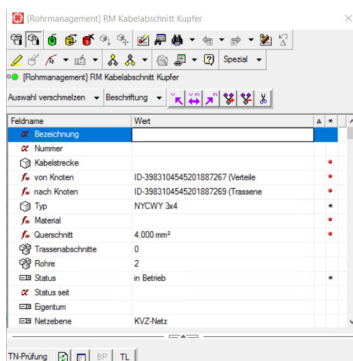 [Rohrmanagement] RM Kabelabschnitt Kupfer
Spezial
[Rohrmanagement] RM Kabelabschnitt Kupfer
Auswahl verschmelzen Beschriftung
Feldname Wert
Bezeichnung
Nummer
Kabelstrecke
von Knoten ID-3983104545201887267 (Verteile
nach Knoten ID-3983104545201887269 (Trassene
Typ NYCWY 3x4 *
Material
Querschnitt 4.000 mm²
Trassenabschnitte 0
Rohre 2
Status in Betrieb *
Status seit
Eigentum
Netzebene KVZ-Netz
TN-Prüfung BP TL